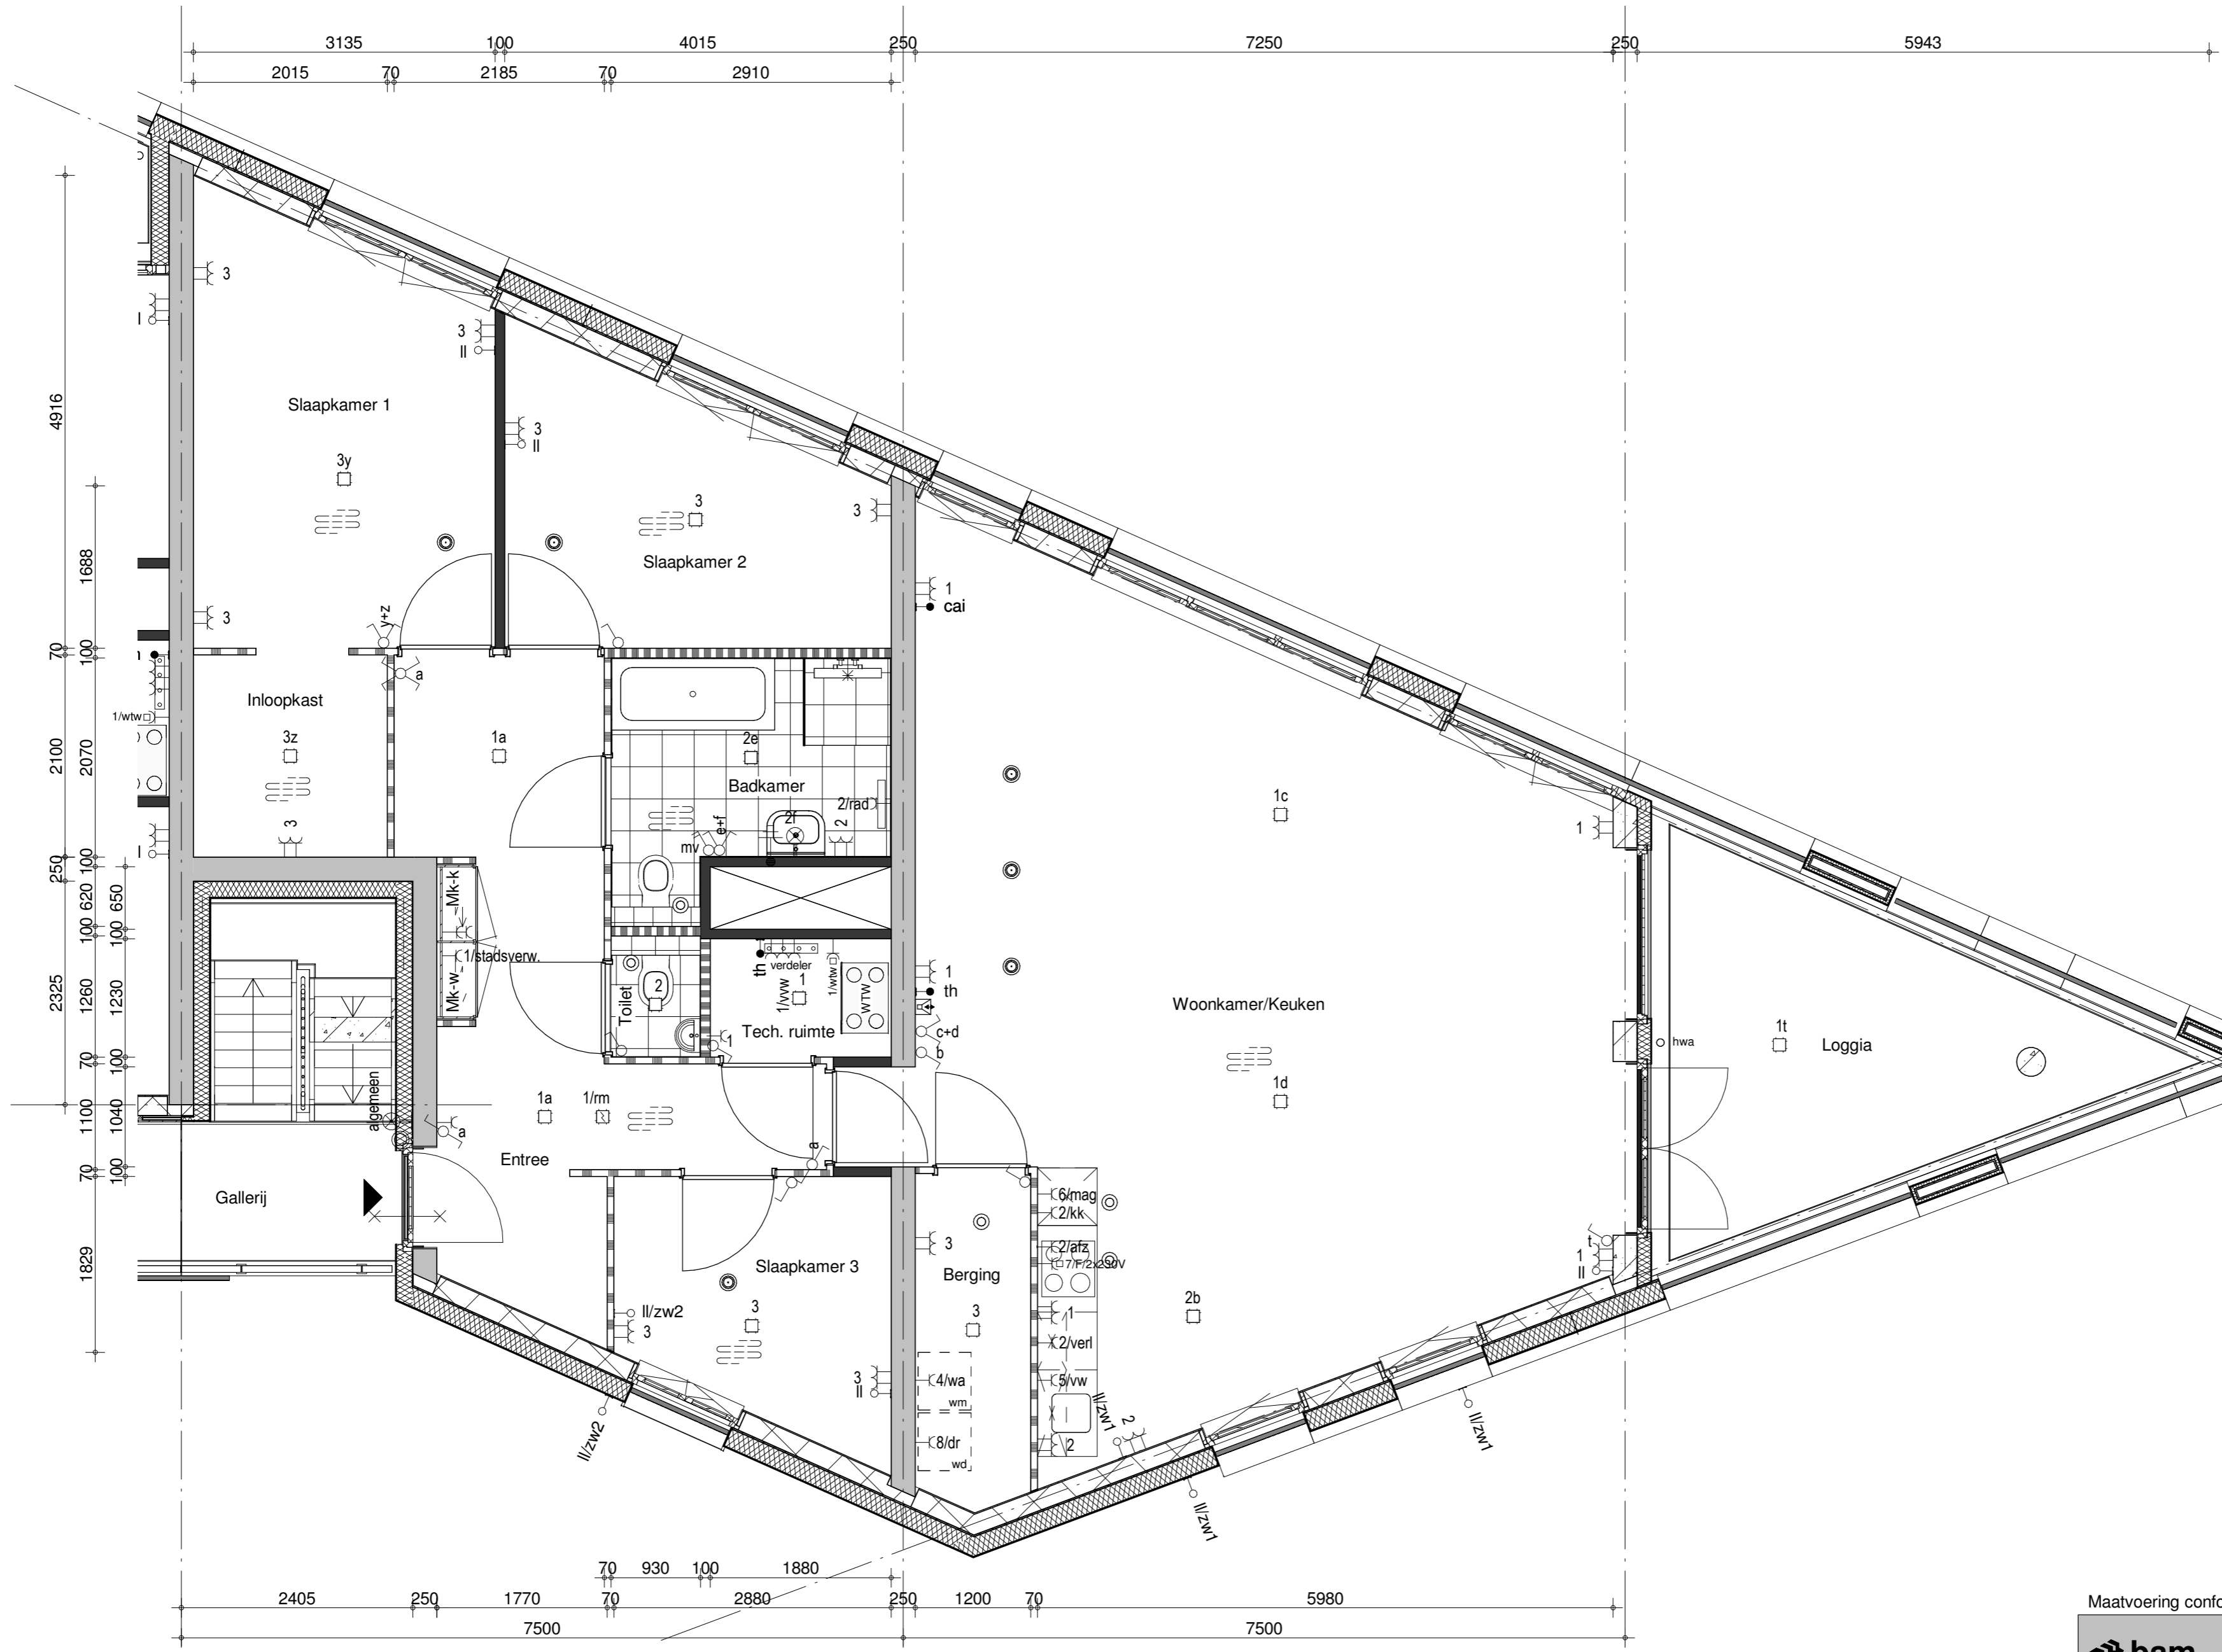 3135 100 4015 250 7250 250 5943
2015 70 2185 70 2910
4916
1688
70
100
2100
2070
250
100
620
650
100
100
2325
1260
1230
70
100
1100
1040
70
100
1829
3
3
II
Slaapkamer 1
3
II
3y
3
3
Slaapkamer 2
1
cai
3
y+z
a
Inloopkast
1/wtw
3z
1a
2e
Badkamer
2/rad
2f
e+f
mv
2
3
1c
1
Mk-k
1/stadsverw.
Mk-w
th
verdeler
1/vvw
1
1/wtw
WTW
1
th
Toilet
2
Tech. ruimte
1
c+d
b
Woonkamer/Keuken
hwa
1t
Loggia
1d
algemeen
a
1a
1/rm
a
Entree
Gallerij
6/mag
2/kk
2/afz
7/F/2x230V
3
Berging
Slaapkamer 3
t
1
II
II/zw2
3
3
3
1
2b
2/verl
3
II
4/wa
wm
5/vw
II/zw1
2
8/dr
wd
2
II/zw2
II/zw1
II/zw1
70 930 100 1880
2405 250 1770 70 2880 250 1200 70 5980
7500 7500
Maatvoering confo
bam